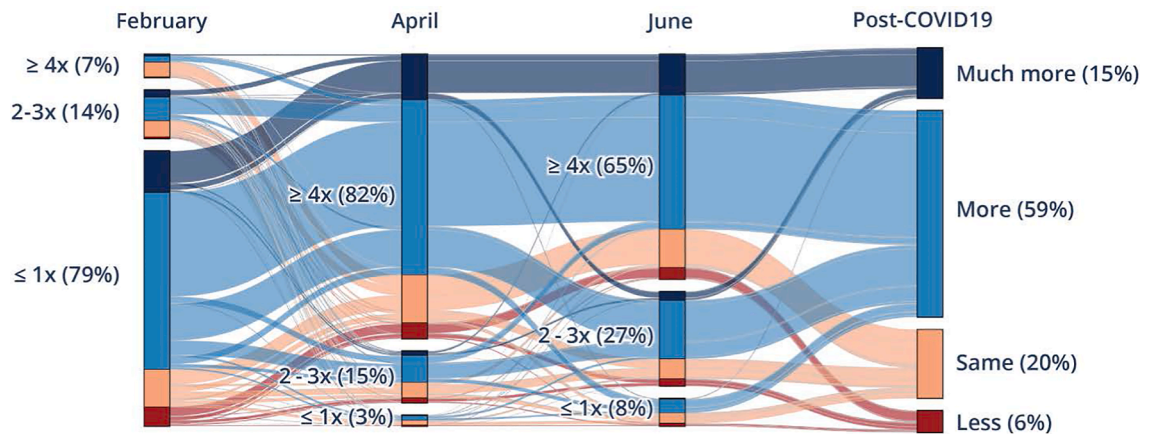 February
April
June
Post-COVID19
≥ 4x (7%)
2-3x (14%)
≤ 1x (79%)
≥ 4x (82%)
2 - 3x (15%)
≤ 1x (3%)
≥ 4x (65%)
2 - 3x (27%)
≤ 1x (8%)
Much more (15%)
More (59%)
Same (20%)
Less (6%)